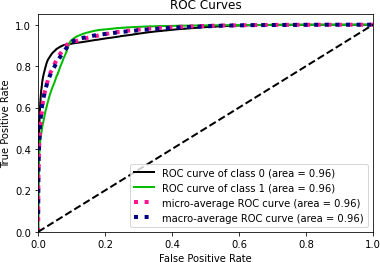 ROC Curves
1.0
0.8
0.6
0.4
0.2
0.0
True Positive Rate
ROC curve of class 0 (area = 0.96)
ROC curve of class 1 (area = 0.96)
micro-average ROC curve (area = 0.96)
macro-average ROC curve (area = 0.96)
0.0 0.2 0.4 0.6 0.8 1.0
False Positive Rate